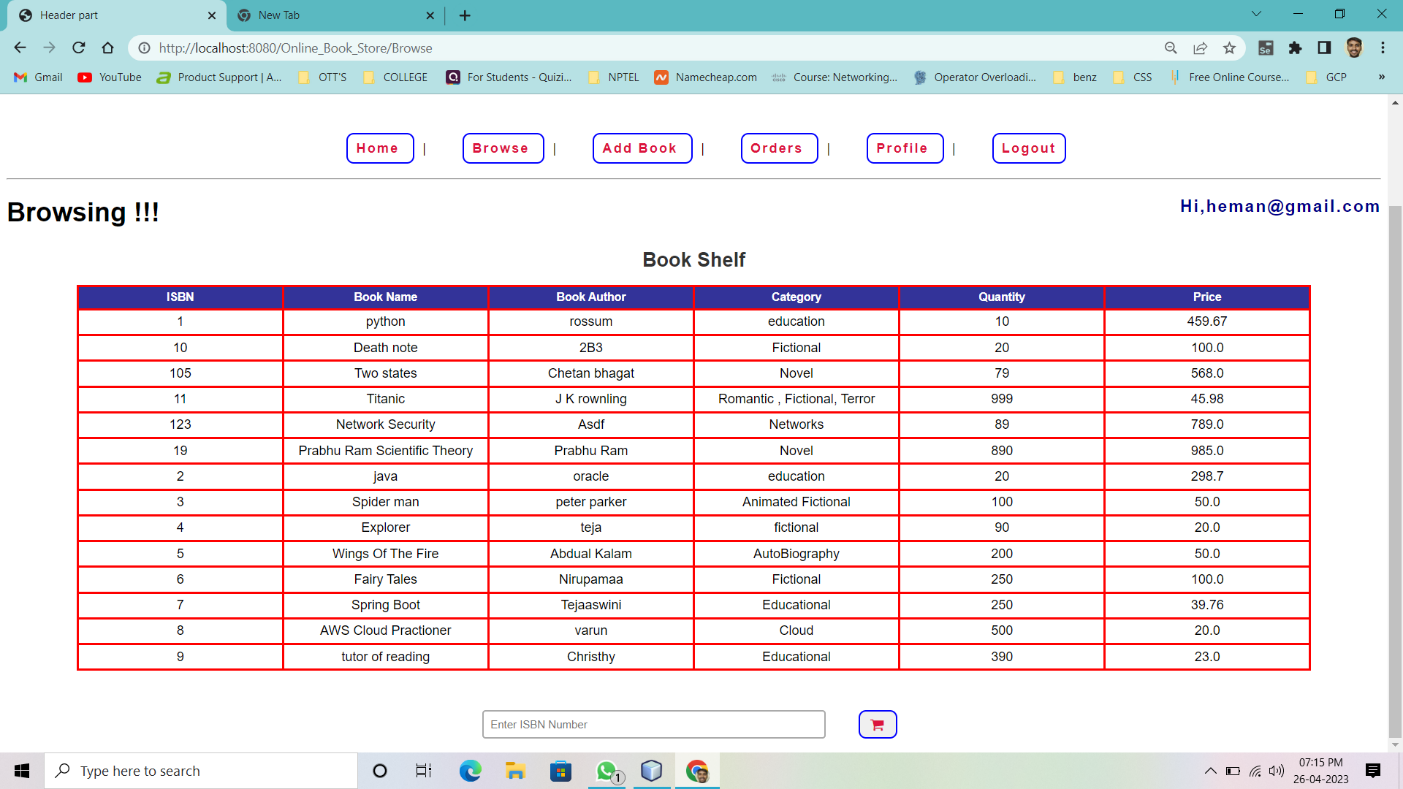 Header part
New Tab
http://localhost:8080/Online_Book_Store/Browse
Gmail YouTube Product Support | A... OTT'S COLLEGE For Students - Quizi... NPTEL Namecheap.com Course: Networking... Operator Overloadi... benz CSS Free Online Course... GCP »
Home | Browse | Add Book | Orders | Profile | Logout
Browsing !!!
Hi,heman@gmail.com
Book Shelf
ISBN Book Name Book Author Category Quantity Price
1 python rossum education 10 459.67
10 Death note 2B3 Fictional 20 100.0
105 Two states Chetan bhagat Novel 79 568.0
11 Titanic J K rownling Romantic , Fictional, Terror 999 45.98
123 Network Security Asdf Networks 89 789.0
19 Prabhu Ram Scientific Theory Prabhu Ram Novel 890 985.0
2 java oracle education 20 298.7
3 Spider man peter parker Animated Fictional 100 50.0
4 Explorer teja fictional 90 20.0
5 Wings Of The Fire Abdual Kalam AutoBiography 200 50.0
6 Fairy Tales Nirupamaa Fictional 250 100.0
7 Spring Boot Tejaaswini Educational 250 39.76
8 AWS Cloud Practioner varun Cloud 500 20.0
9 tutor of reading Christhy Educational 390 23.0
Enter ISBN Number
Type here to search
1
07:15 PM
26-04-2023